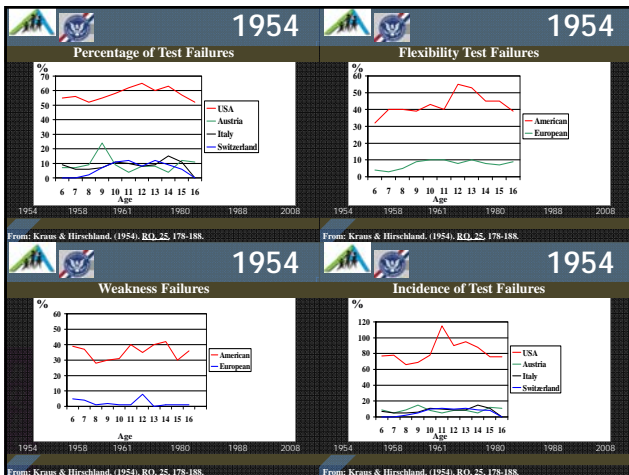 1954
Percentage of Test Failures
%
70
60
50
40
30
20
10
0
6 7 8 9 10 11 12 13 14 15 16
Age
USA
Austria
Italy
Switzerland
1954 1961 1980 1988 2008
From: Kraus & Hirschland. (1954). RQ, 25, 178-188.
1954
Flexibility Test Failures
%
60
50
40
30
20
10
0
6 7 8 9 10 11 12 13 14 15 16
Age
American
European
1954 1961 1980 1988 2008
From: Kraus & Hirschland. (1954). RQ, 25, 178-188.
1954
Weakness Failures
%
60
50
40
30
20
10
0
6 7 8 9 10 11 12 13 14 15 16
Age
American
European
1954 1961 1980 1988 2008
From: Kraus & Hirschland. (1954). RQ, 25, 178-188.
1954
Incidence of Test Failures
%
120
100
80
60
40
20
0
6 7 8 9 10 11 12 13 14 15 16
Age
USA
Austria
Italy
Switzerland
1954 1961 1980 1988 2008
From: Kraus & Hirschland. (1954). RQ, 25, 178-188.